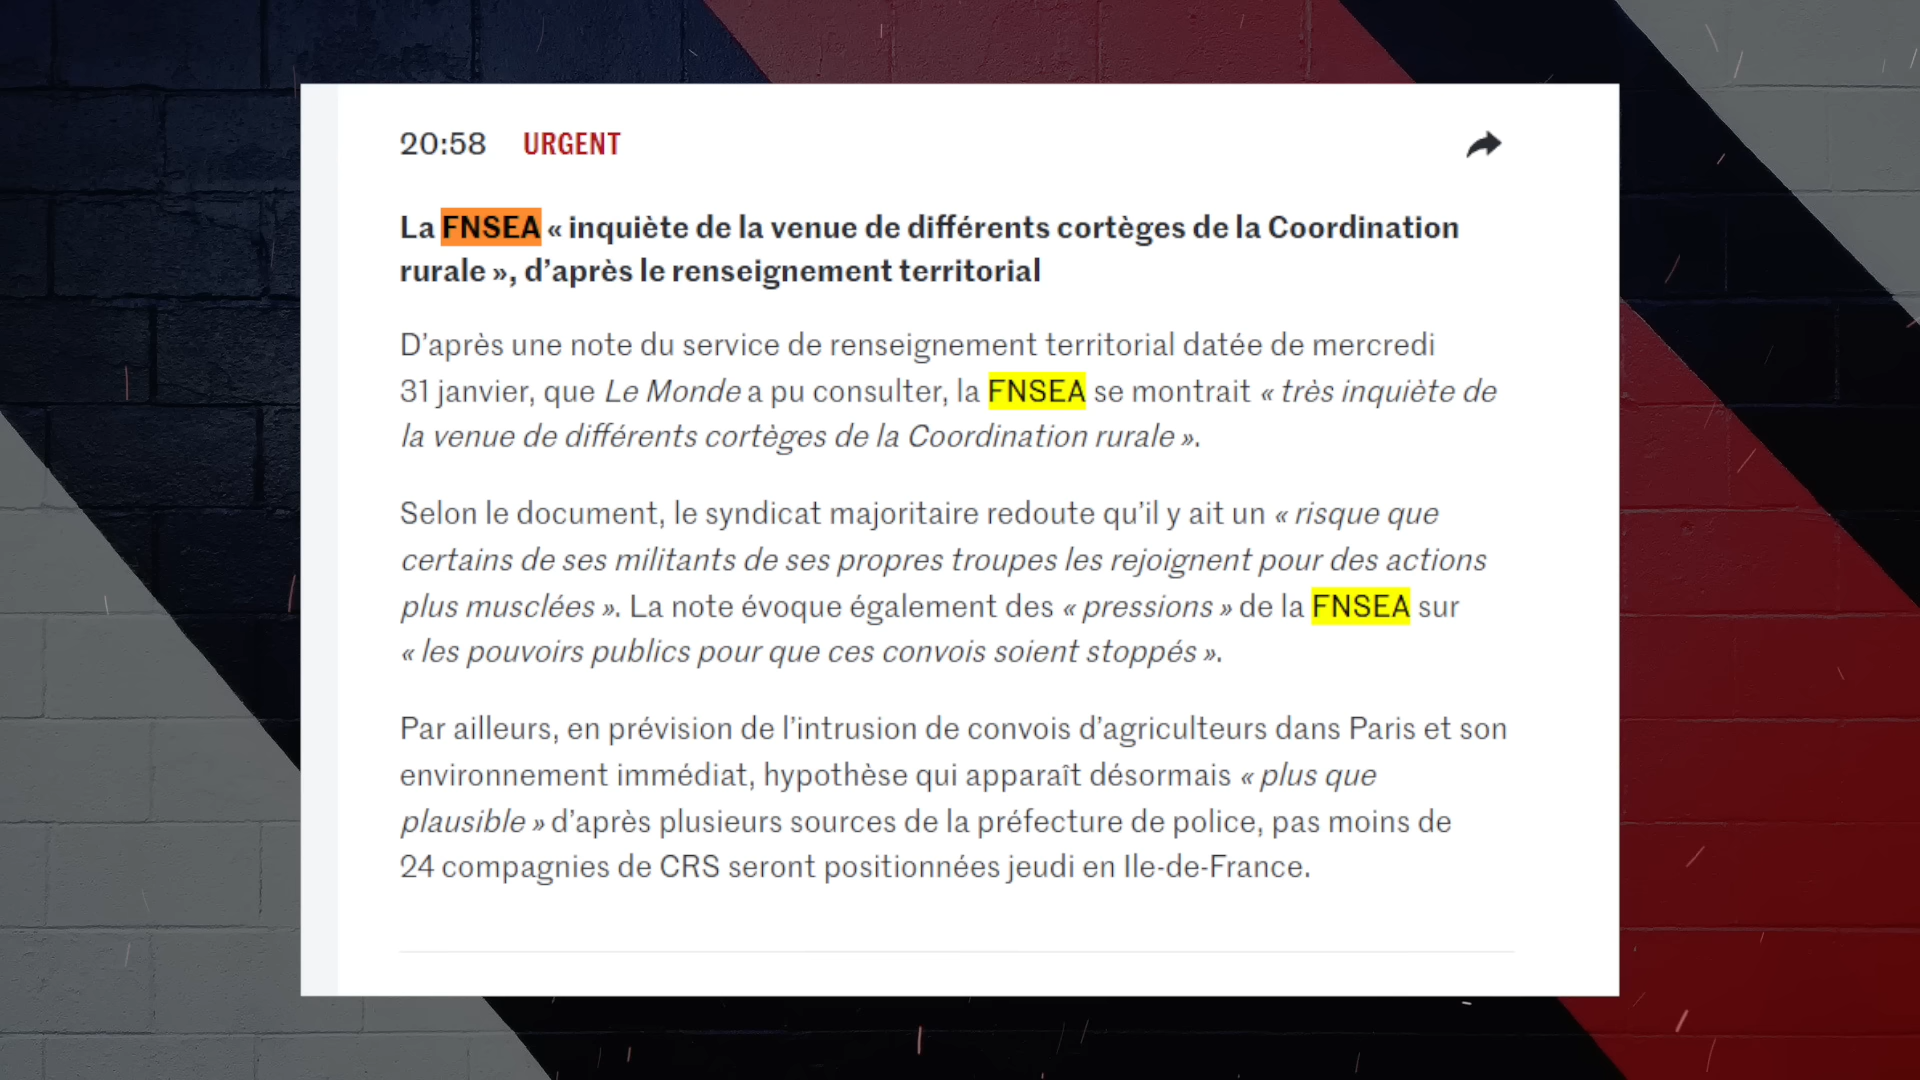 20:58 URGENT
La FNSEA « inquiète de la venue de différents cortèges de la Coordination
rurale », d’après le renseignement territorial
D’après une note du service de renseignement territorial datée de mercredi
31 janvier, que Le Monde a pu consulter, la FNSEA se montrait « très inquiète de
la venue de différents cortèges de la Coordination rurale ».
Selon le document, le syndicat majoritaire redoute qu’il y ait un « risque que
certains de ses militants de ses propres troupes les rejoignent pour des actions
plus musclées ». La note évoque également des « pressions » de la FNSEA sur
« les pouvoirs publics pour que ces convois soient stoppés ».
Par ailleurs, en prévision de l’intrusion de convois d’agriculteurs dans Paris et son
environnement immédiat, hypothèse qui apparaît désormais « plus que
plausible » d’après plusieurs sources de la préfecture de police, pas moins de
24 compagnies de CRS seront positionnées jeudi en Ile-de-France.